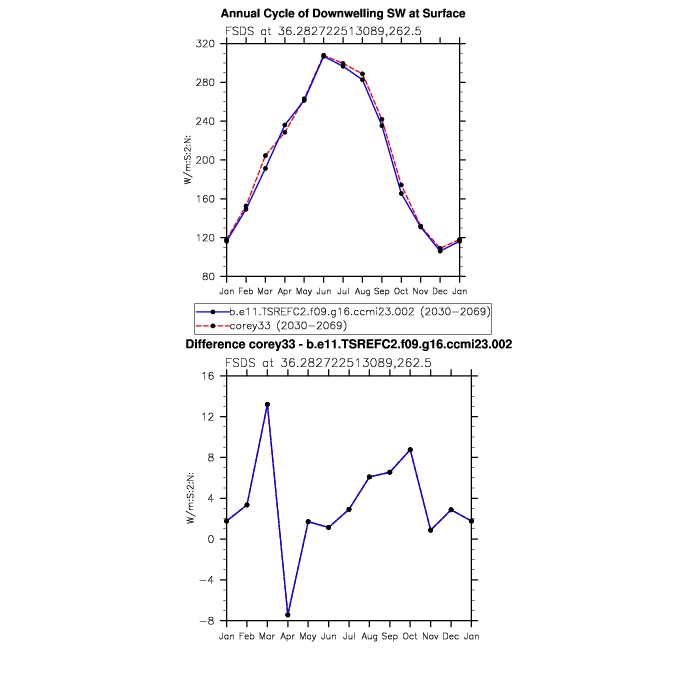 Annual Cycle of Downwelling SW at Surface
FSDS at 36.282722513089,262.5
320
280
240
200
160
120
80
W/m:S:2:N:
Jan Feb Mar Apr May Jun Jul Aug Sep Oct Nov Dec Jan
b.e11.TSREFC2.f09.g16.ccmi23.002 (2030-2069)
corey33 (2030-2069)
Difference corey33 - b.e11.TSREFC2.f09.g16.ccmi23.002
FSDS at 36.282722513089,262.5
16
12
8
4
0
-4
-8
W/m:S:2:N:
Jan Feb Mar Apr May Jun Jul Aug Sep Oct Nov Dec Jan